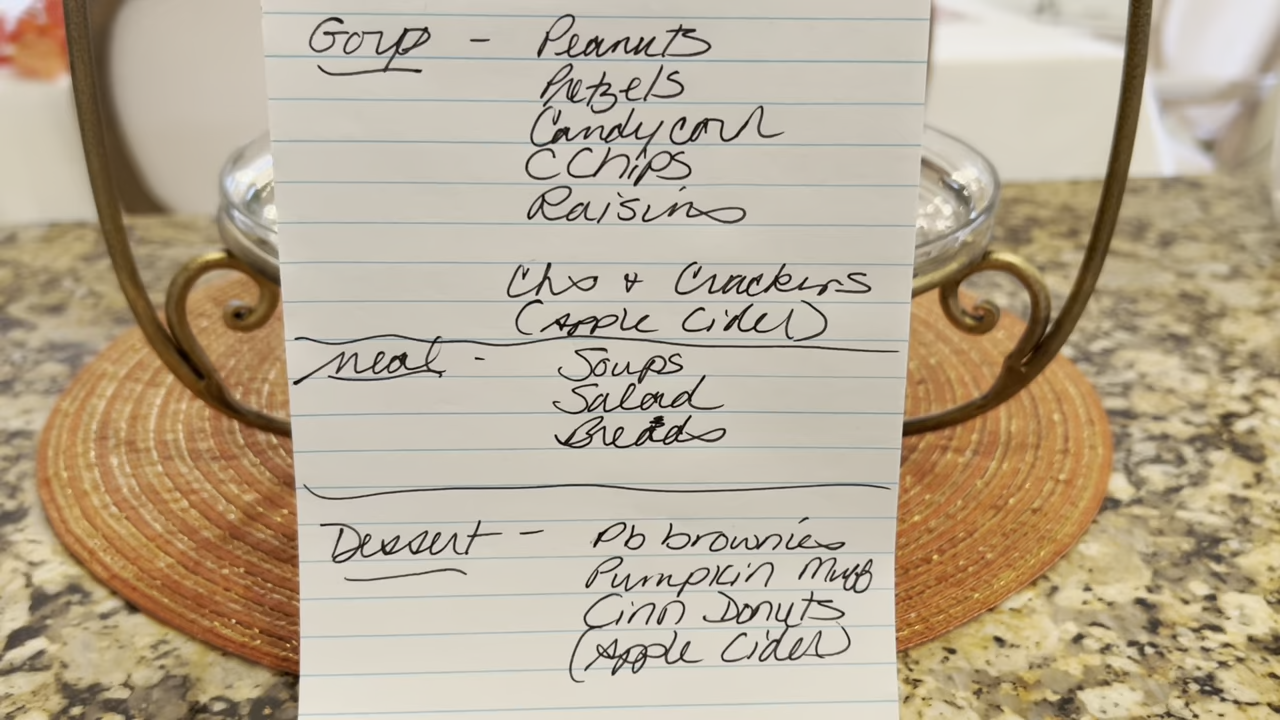 Gorp - Peanuts
Pretzels
Candy corn
C Chips
Raisins
Chs + Crackers
(Apple Cider)
Meal - Soups
Salad
Breads
Dessert - Pb brownies
Pumpkin Muff
Cinn Donuts
(Apple Cider)